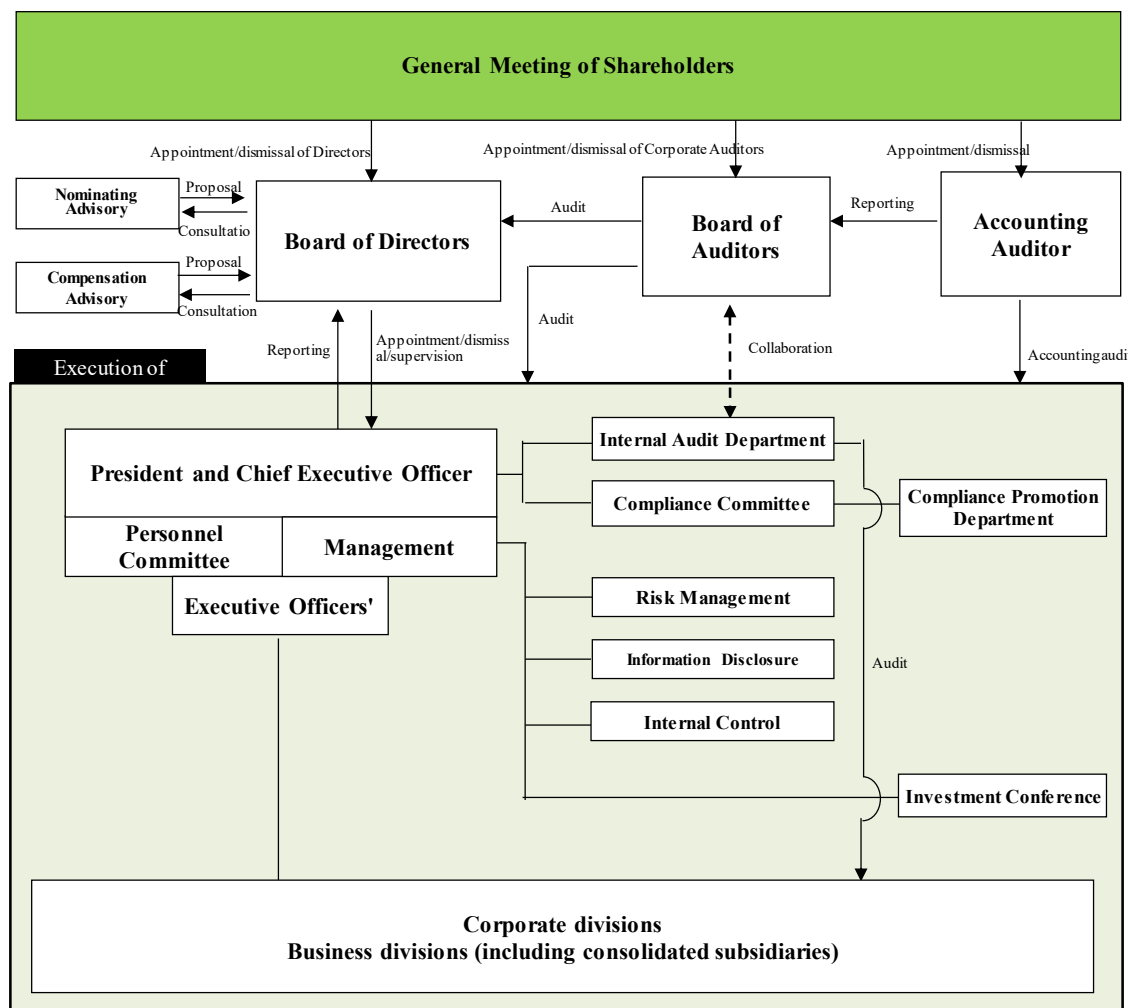 General Meeting of Shareholders
Appointment/dismissal of Directors
Appointment/dismissal of Corporate Auditors
Appointment/dismissal
Nominating
Advisory
Proposal
Consultatio
Board of Directors
Audit
Board of
Auditors
Reporting
Accounting
Auditor
Compensation
Advisory
Proposal
Consultation
Reporting
Appointment/dismiss
al/supervision
Audit
Collaboration
Accounting audi
Execution of
President and Chief Executive Officer
Internal Audit Department
Compliance Committee
Compliance Promotion
Department
Personnel
Committee
Management
Executive Officers'
Risk Management
Information Disclosure
Audit
Internal Control
Investment Conference
Corporate divisions
Business divisions (including consolidated subsidiaries)